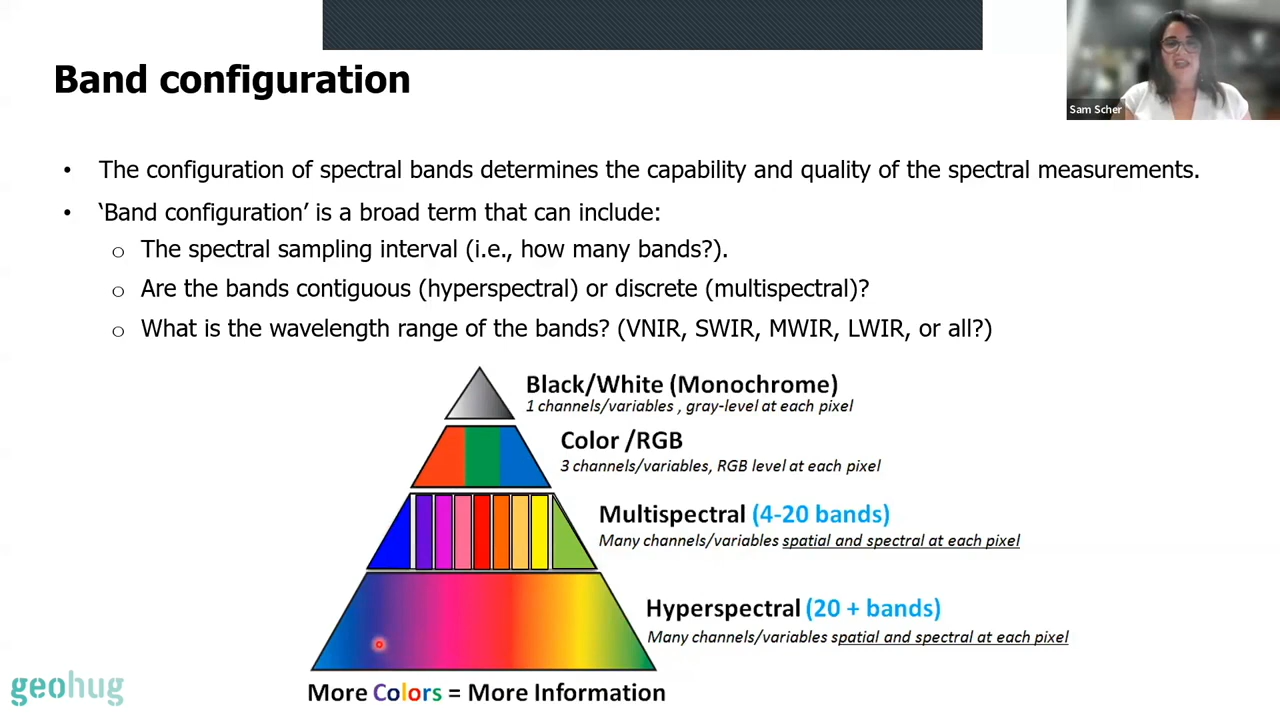 Sam Scher
Band configuration
• The configuration of spectral bands determines the capability and quality of the spectral measurements.
• ‘Band configuration’ is a broad term that can include:
o The spectral sampling interval (i.e., how many bands?).
o Are the bands contiguous (hyperspectral) or discrete (multispectral)?
o What is the wavelength range of the bands? (VNIR, SWIR, MWIR, LWIR, or all?)
Black/White (Monochrome)
1 channels/variables , gray-level at each pixel
Color /RGB
3 channels/variables, RGB level at each pixel
Multispectral (4-20 bands)
Many channels/variables spatial and spectral at each pixel
Hyperspectral (20 + bands)
Many channels/variables spatial and spectral at each pixel
More Colors = More Information
geohug